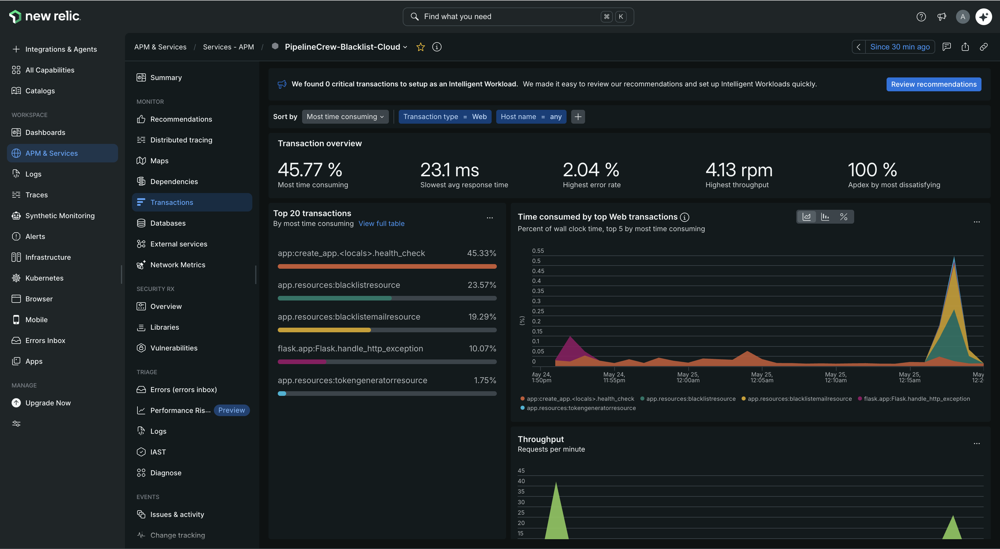 new relic.
Find what you need
⌘ K
A
Integrations & Agents
All Capabilities
Catalogs
WORKSPACE
Dashboards
APM & Services
Logs
Traces
Synthetic Monitoring
Alerts
Infrastructure
Kubernetes
Browser
Mobile
Errors Inbox
Apps
MANAGE
Upgrade Now
APM & Services / Services - APM / PipelineCrew-Blacklist-Cloud
Since 30 min ago
Summary
MONITOR
Recommendations
Distributed tracing
Maps
Dependencies
Transactions
Databases
External services
Network Metrics
SECURITY RX
Overview
Libraries
Vulnerabilities
TRIAGE
Errors (errors inbox)
Performance Ris... Preview
Logs
IAST
Diagnose
EVENTS
Issues & activity
Change tracking
We found 0 critical transactions to setup as an Intelligent Workload. We made it easy to review our recommendations and set up Intelligent Workloads quickly.
Review recommendations
Sort by Most time consuming Transaction type = Web Host name = any
Transaction overview
45.77 % 23.1 ms 2.04 % 4.13 rpm 100 %
Most time consuming Slowest avg response time Highest error rate Highest throughput Apdex by most dissatisfying
Top 20 transactions
By most time consuming View full table
app:create_app.<locals>.health_check 45.33%
app.resources:blacklistresource 23.57%
app.resources:blacklistemailresource 19.29%
flask.app:Flask.handle_http_exception 10.07%
app.resources:tokengeneratorresource 1.75%
Time consumed by top Web transactions
Percent of wall clock time, top 5 by most time consuming
0.55
0.5
0.45
0.4
0.35
0.3
0.25
0.2
0.15
0.1
0.05
0
(%)
May 24, May 24, May 25, May 25, May 25, May 25, May
1:50pm 11:55pm 12:00am 12:05am 12:10am 12:15am 12:2
app:create_app.<locals>.health_check app.resources:blacklistresource app.resources:blacklistemailresource flask.app:Flask.handle_http_exception
app.resources:tokengeneratorresource
Throughput
Requests per minute
45
40
35
30
25
20
15